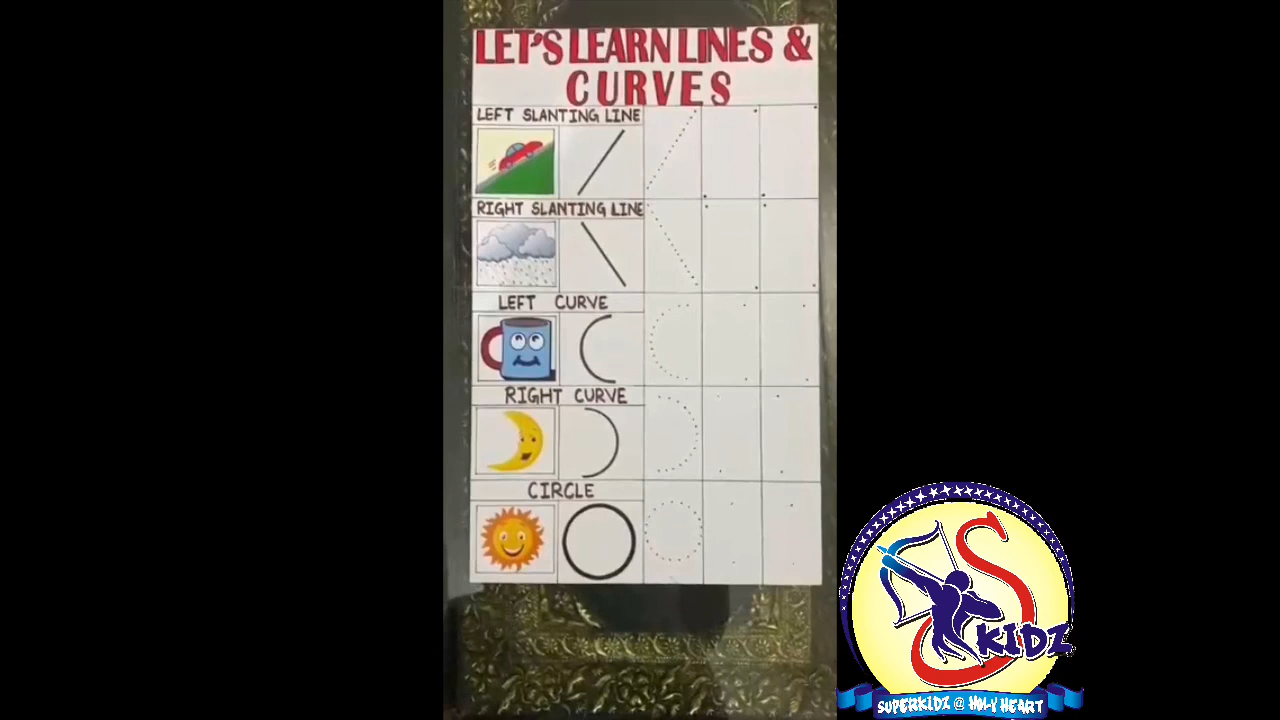 LET'S LEARN LINES &
CURVES
LEFT SLANTING LINE
RIGHT SLANTING LINE
LEFT CURVE
RIGHT CURVE
CIRCLE
S
KIDZ
SUPERKIDZ @ HOLY HEART